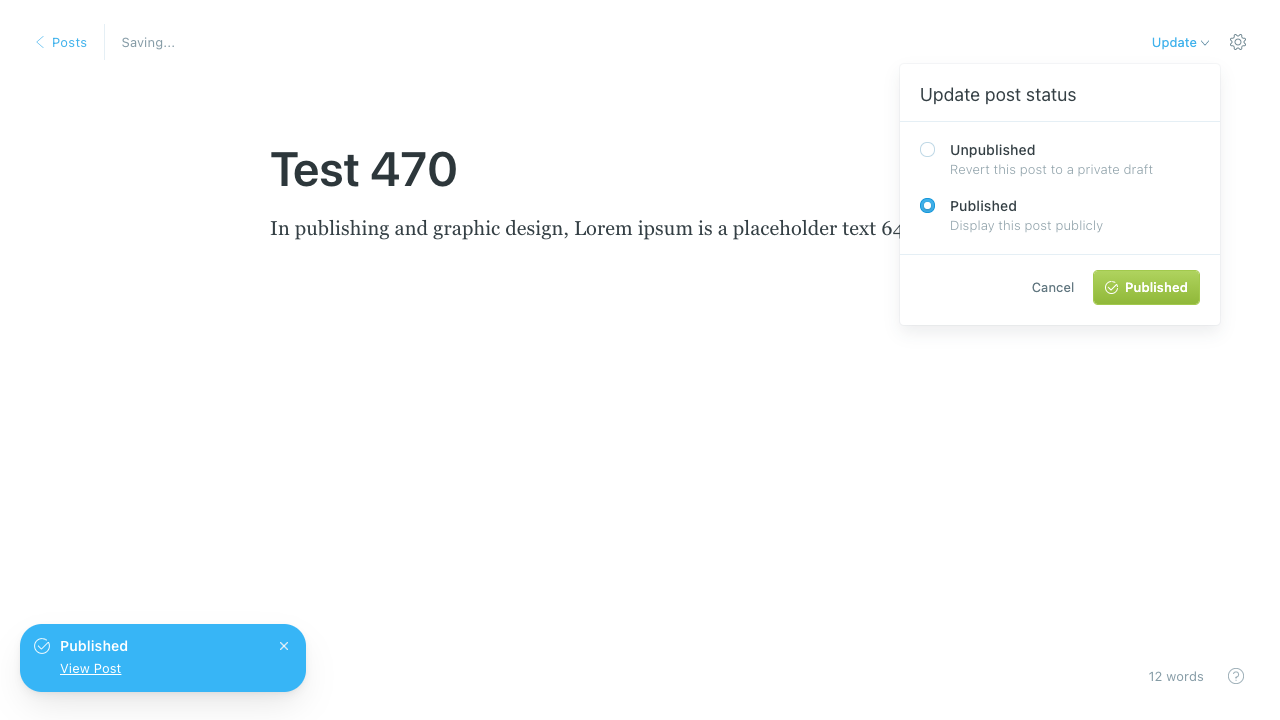 Posts
Saving...
Update
Update post status
Unpublished
Revert this post to a private draft
Published
Display this post publicly
Cancel
Published
Test 470
In publishing and graphic design, Lorem ipsum is a placeholder text
Published
View Post
12 words